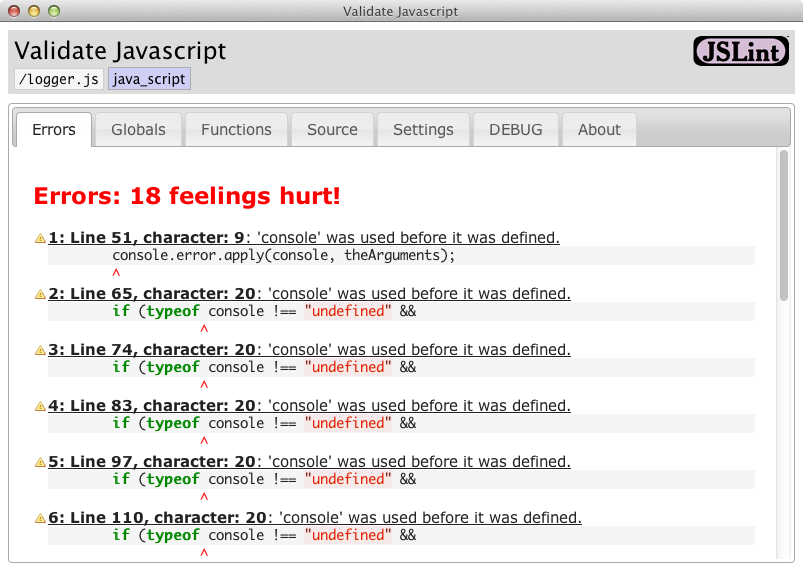 Validate Javascript
Validate Javascript
JSLint
/logger.js java_script
Errors Globals Functions Source Settings DEBUG About
Errors: 18 feelings hurt!
1: Line 51, character: 9: 'console' was used before it was defined.
console.error.apply(console, theArguments);
^
2: Line 65, character: 20: 'console' was used before it was defined.
if (typeof console !== "undefined" &&
^
3: Line 74, character: 20: 'console' was used before it was defined.
if (typeof console !== "undefined" &&
^
4: Line 83, character: 20: 'console' was used before it was defined.
if (typeof console !== "undefined" &&
^
5: Line 97, character: 20: 'console' was used before it was defined.
if (typeof console !== "undefined" &&
^
6: Line 110, character: 20: 'console' was used before it was defined.
if (typeof console !== "undefined" &&
^